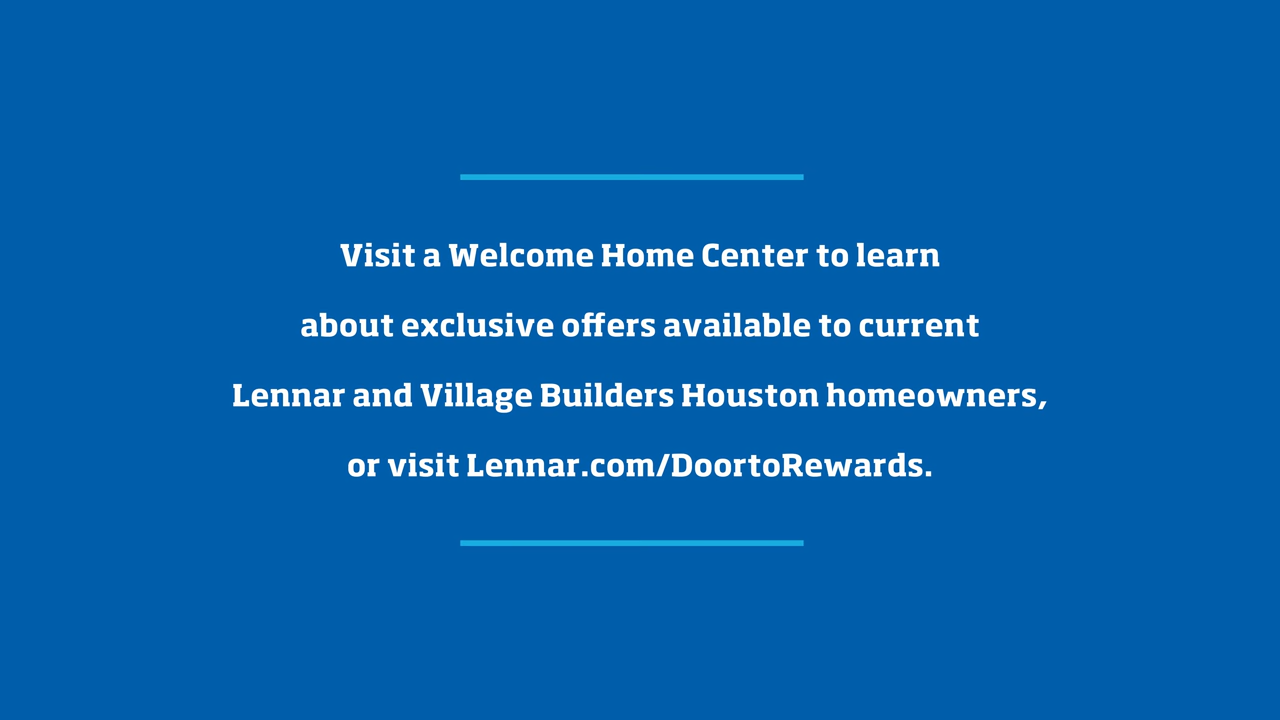 Visit a Welcome Home Center to learn
about exclusive offers available to current
Lennar and Village Builders Houston homeowners,
or visit Lennar.com/DoortoRewards.